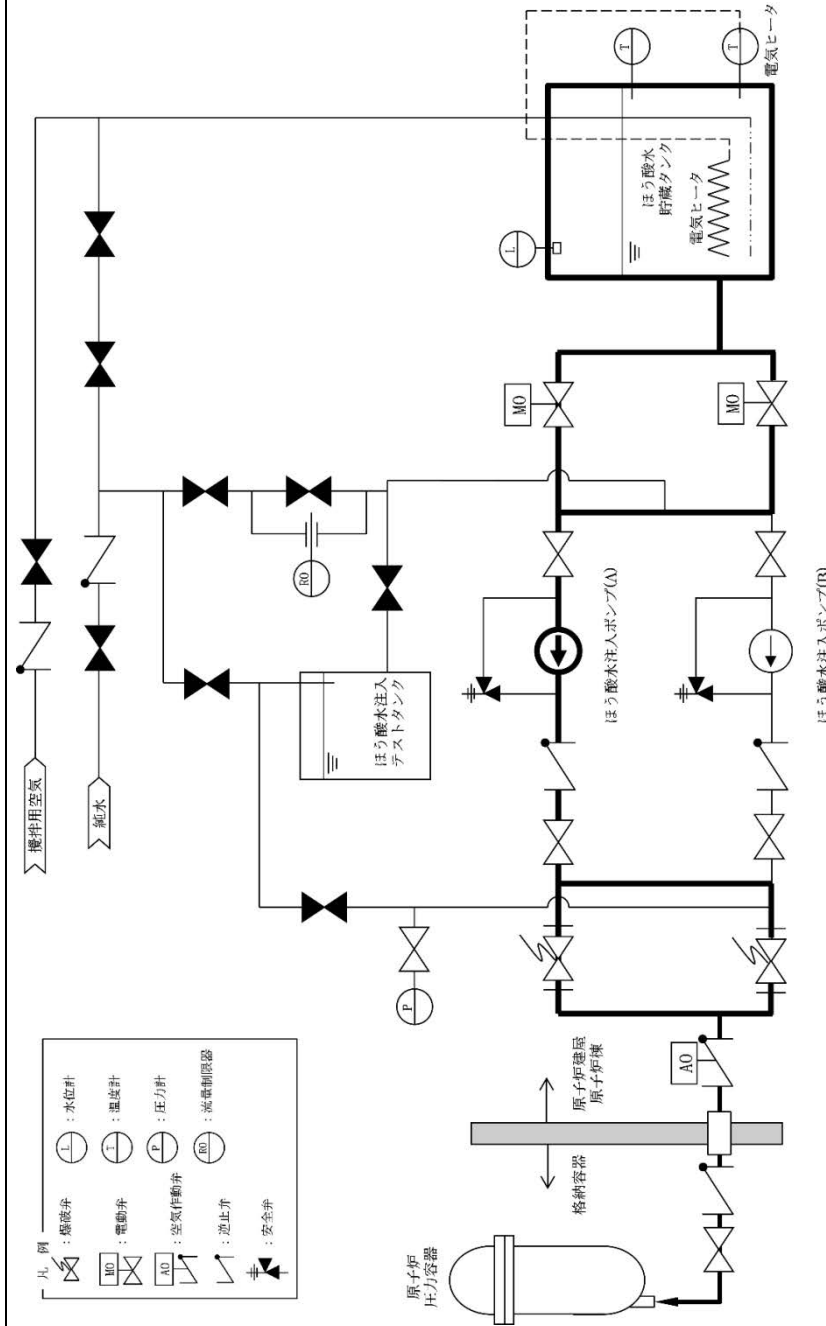 凡　例
：爆破弁
MO
：電動弁
AO
：空気作動弁
：逆止弁
：安全弁
L
：水位計
T
：温度計
P
：圧力計
RO
：流量制限器
攪拌用空気
純水
RO
P
ほう酸水注入
テストタンク
L
T
T
ほう酸水
貯蔵タンク
電気ヒータ
電気ヒータ
MO
MO
ほう酸水注入ポンプ(A)
ほう酸水注入ポンプ(B)
原子炉
圧力容器
格納容器
原子炉建屋
原子炉棟
AO